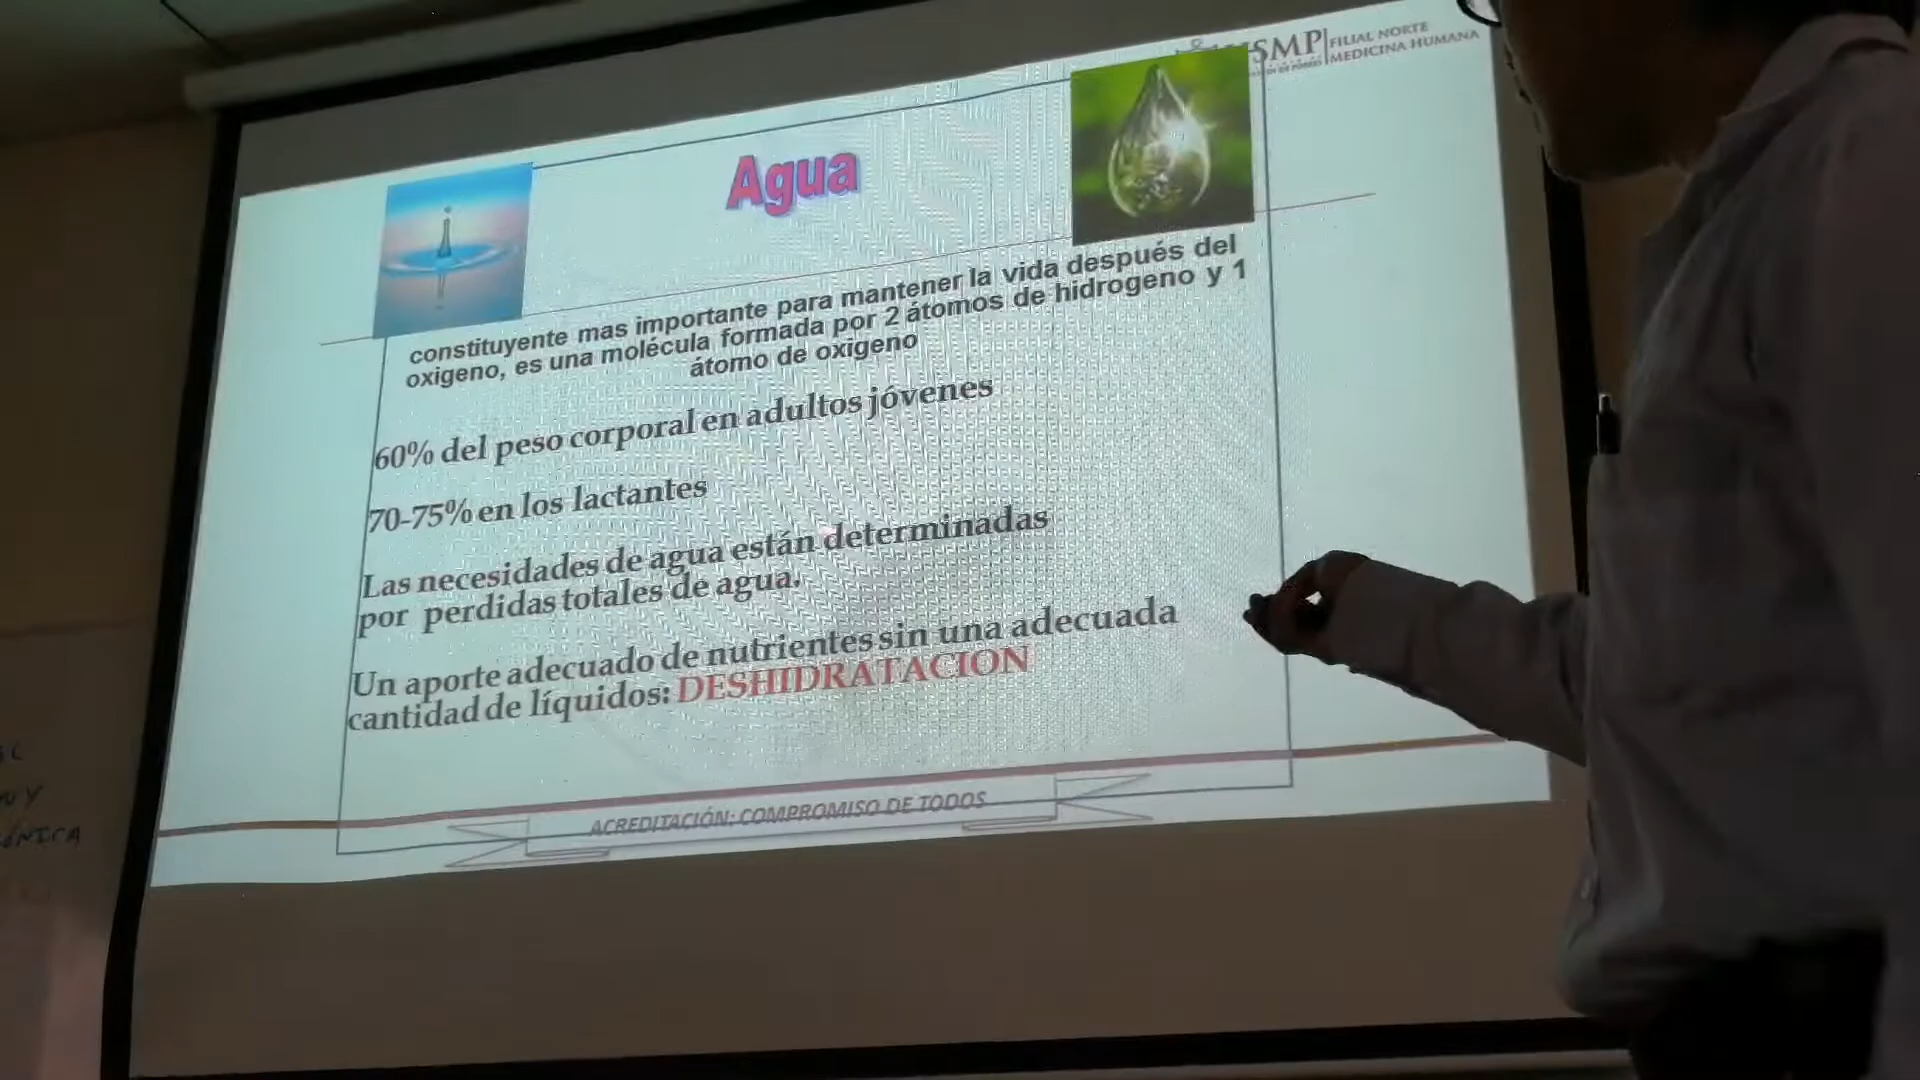 SMP
FILIAL NORTE
MEDICINA HUMANA
Agua
constituyente mas importante para mantener la vida después del
oxigeno, es una molécula formada por 2 átomos de hidrogeno y 1
átomo de oxigeno
60% del peso corporal en adultos jóvenes
70-75% en los lactantes
Las necesidades de agua están determinadas
por perdidas totales de agua.
Un aporte adecuado de nutrientes sin una adecuada
cantidad de líquidos: DESHIDRATACION
ACREDITACIÓN: COMPROMISO DE TODOS